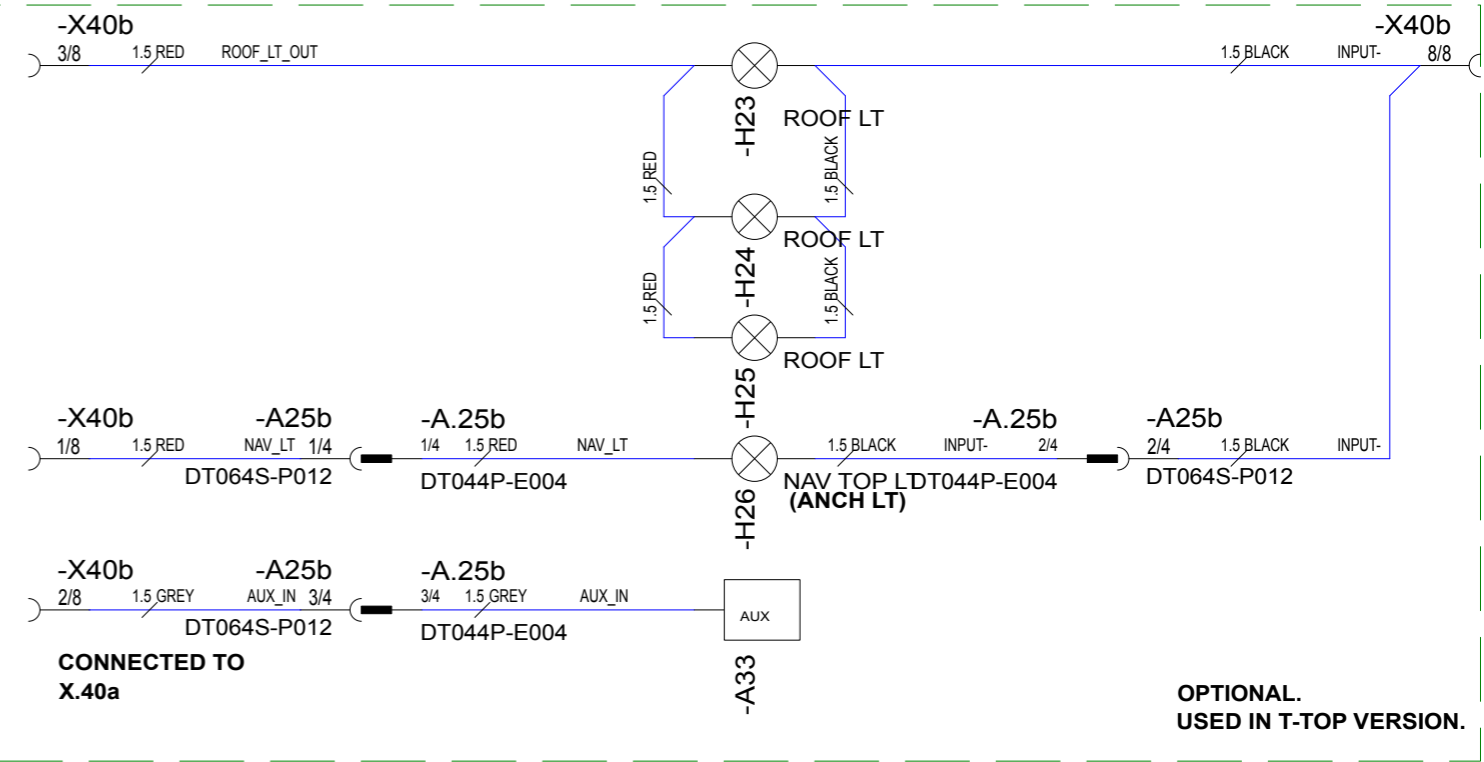 -X40b
-X40b
3/8 1.5 RED ROOF_LT_OUT
1.5 BLACK INPUT- 8/8
-H23
ROOF LT
1.5 RED
1.5 BLACK
-H24
ROOF LT
1.5 RED
1.5 BLACK
-H25
ROOF LT
-X40b -A25b -A.25b -A.25b -A25b
1/8 1.5 RED NAV_LT 1/4 1/4 1.5 RED NAV_LT 1.5 BLACK INPUT- 2/4 2/4 1.5 BLACK INPUT-
DT064S-P012 DT044P-E004 NAV TOP LT DT044P-E004 DT064S-P012
(ANCH LT)
-H26
-X40b -A25b -A.25b
2/8 1.5 GREY AUX_IN 3/4 3/4 1.5 GREY AUX_IN
AUX
DT064S-P012 DT044P-E004
-A33
CONNECTED TO
X.40a
OPTIONAL.
USED IN T-TOP VERSION.